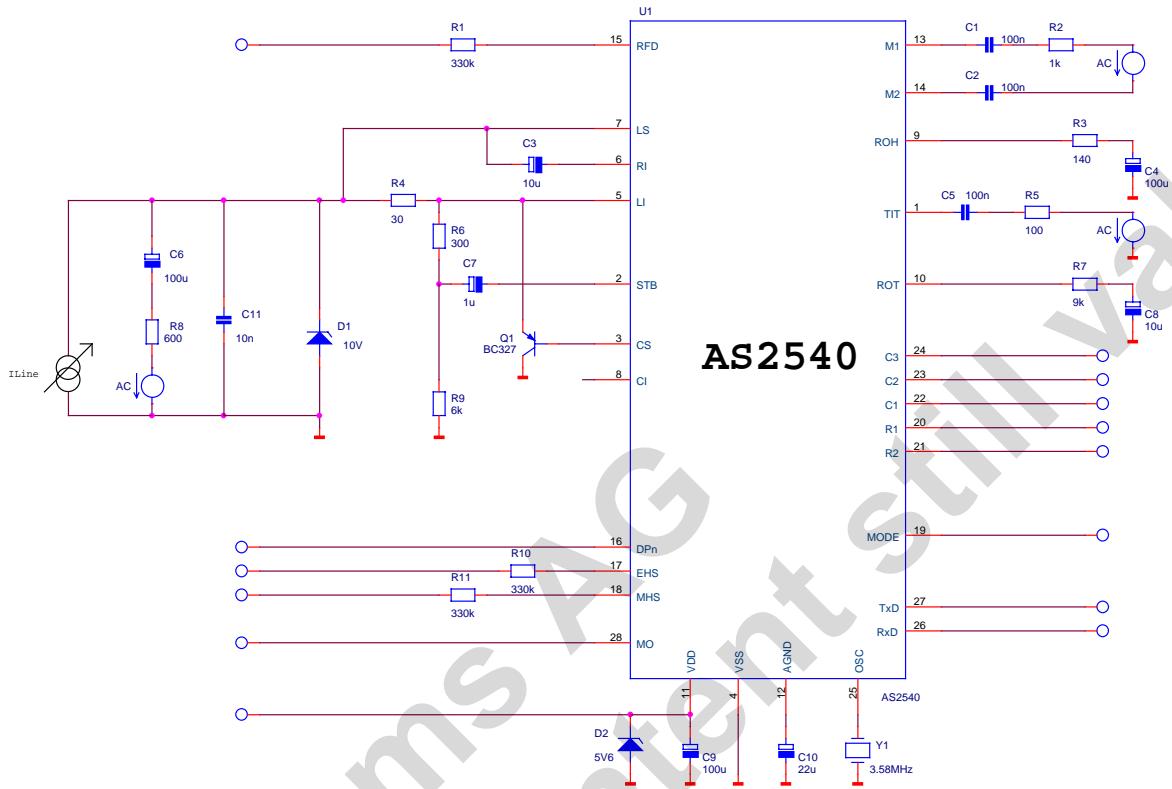 U1
R1
330k
15
RFD
M1
13
C1
100n
R2
1k
AC
C2
100n
M2
14
7
LS
C3
10u
6
RI
ROH
9
R3
140
C4
100u
R4
30
5
LI
TIT
1
C5
100n
R5
100
AC
R6
300
C6
100u
C7
1u
2
STB
ROT
10
R7
9k
C8
10u
R8
600
C11
10n
D1
10V
Q1
BC327
3
CS
AS2540
C3
24
ILine
AC
8
CI
C2
23
R9
6k
C1
22
R1
20
R2
21
MODE
19
16
DPn
R10
330k
17
EHS
R11
330k
18
MHS
TxD
27
RxD
26
28
MO
VDD
VSS
AGND
OSC
11
4
12
25
AS2540
D2
5V6
C9
100u
C10
22u
Y1
3.58MHz
ms AG
tent still val